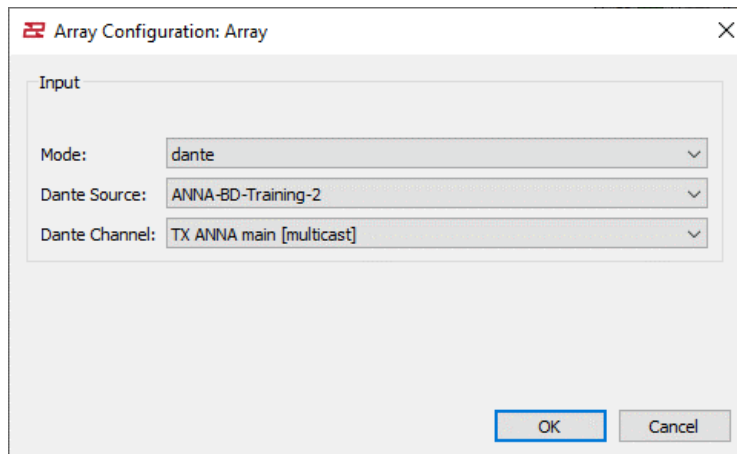 Array Configuration: Array
Input
Mode: dante
Dante Source: ANNA-BD-Training-2
Dante Channel: TX ANNA main [multicast]
OK Cancel